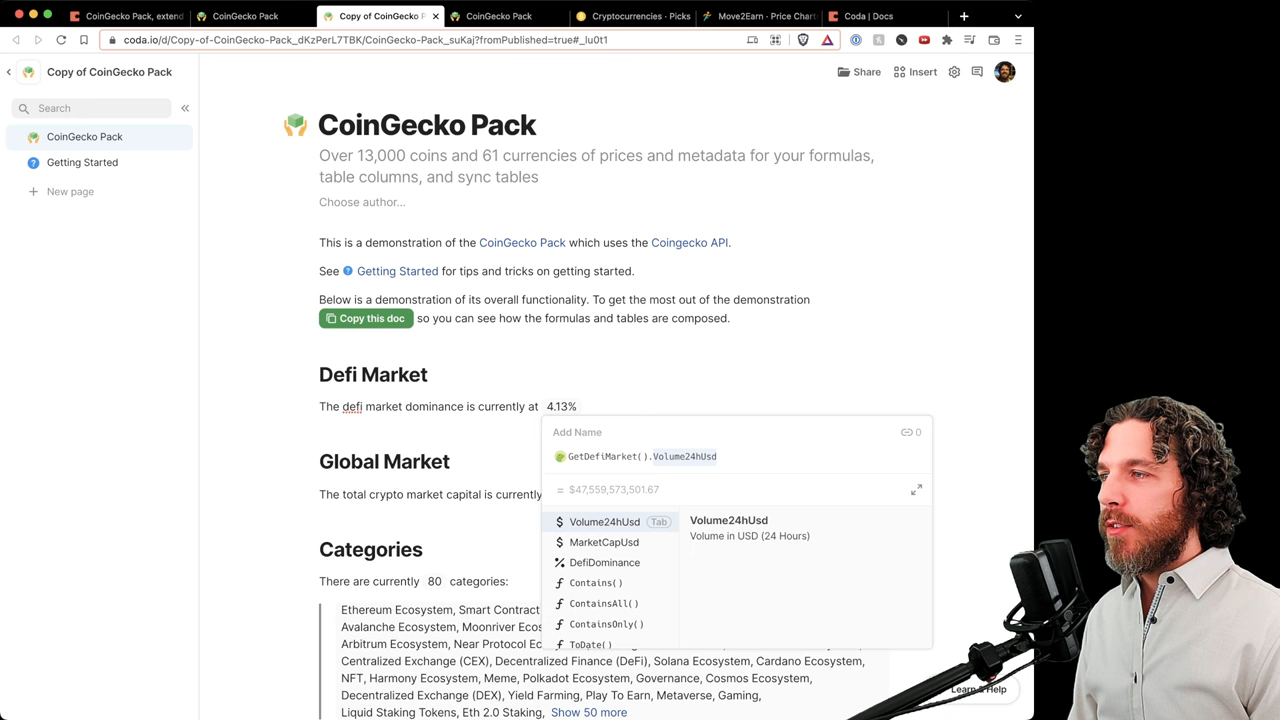 CoinGecko Pack, extend
CoinGecko Pack
Copy of CoinGecko P
CoinGecko Pack
Cryptocurrencies · Picks
Move2Earn · Price Chart
Coda | Docs
coda.io/d/Copy-of-CoinGecko-Pack_dKzPerL7TBK/CoinGecko-Pack_suKaj?fromPublished=true#_lu0t1
Copy of CoinGecko Pack
Share
Insert
Search
CoinGecko Pack
Getting Started
New page
CoinGecko Pack
Over 13,000 coins and 61 currencies of prices and metadata for your formulas,
table columns, and sync tables
Choose author...
This is a demonstration of the CoinGecko Pack which uses the Coingecko API.
See Getting Started for tips and tricks on getting started.
Below is a demonstration of its overall functionality. To get the most out of the demonstration
Copy this doc so you can see how the formulas and tables are composed.
Defi Market
The defi market dominance is currently at 4.13%
Add Name
0
GetDefiMarket().Volume24hUsd
= $47,559,573,501.67
Volume24hUsd Tab
MarketCapUsd
DefiDominance
Contains()
ContainsAll()
ContainsOnly()
ToDate()
Volume24hUsd
Volume in USD (24 Hours)
Global Market
The total crypto market capital is currently
Categories
There are currently 80 categories:
Ethereum Ecosystem, Smart Contract
Avalanche Ecosystem, Moonriver Ecos
Arbitrum Ecosystem, Near Protocol Ec
Centralized Exchange (CEX), Decentralized Finance (DeFi), Solana Ecosystem, Cardano Ecosystem,
NFT, Harmony Ecosystem, Meme, Polkadot Ecosystem, Governance, Cosmos Ecosystem,
Decentralized Exchange (DEX), Yield Farming, Play To Earn, Metaverse, Gaming,
Liquid Staking Tokens, Eth 2.0 Staking, Show 50 more
Learn & Help